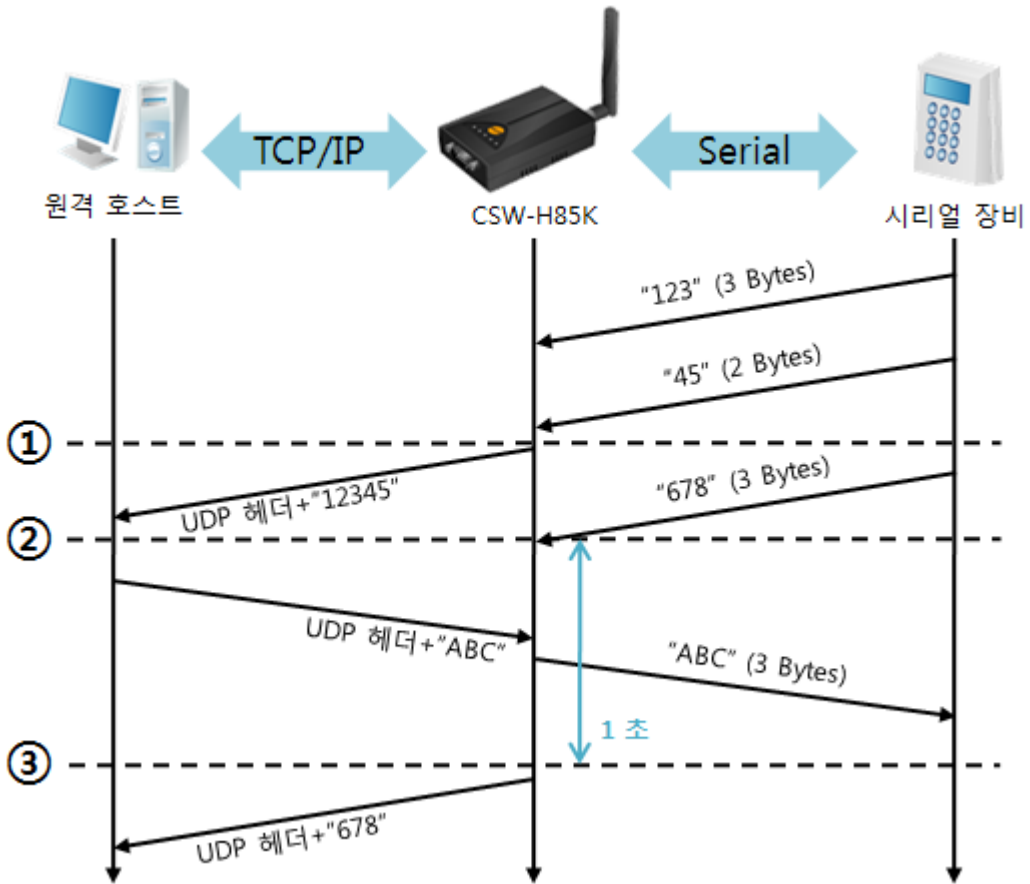 TCP/IP
Serial
원격 호스트
CSW-H85K
시리얼 장비
"123" (3 Bytes)
"45" (2 Bytes)
①
UDP 헤더+"12345"
"678" (3 Bytes)
②
UDP 헤더+"ABC"
"ABC" (3 Bytes)
1 초
③
UDP 헤더+"678"